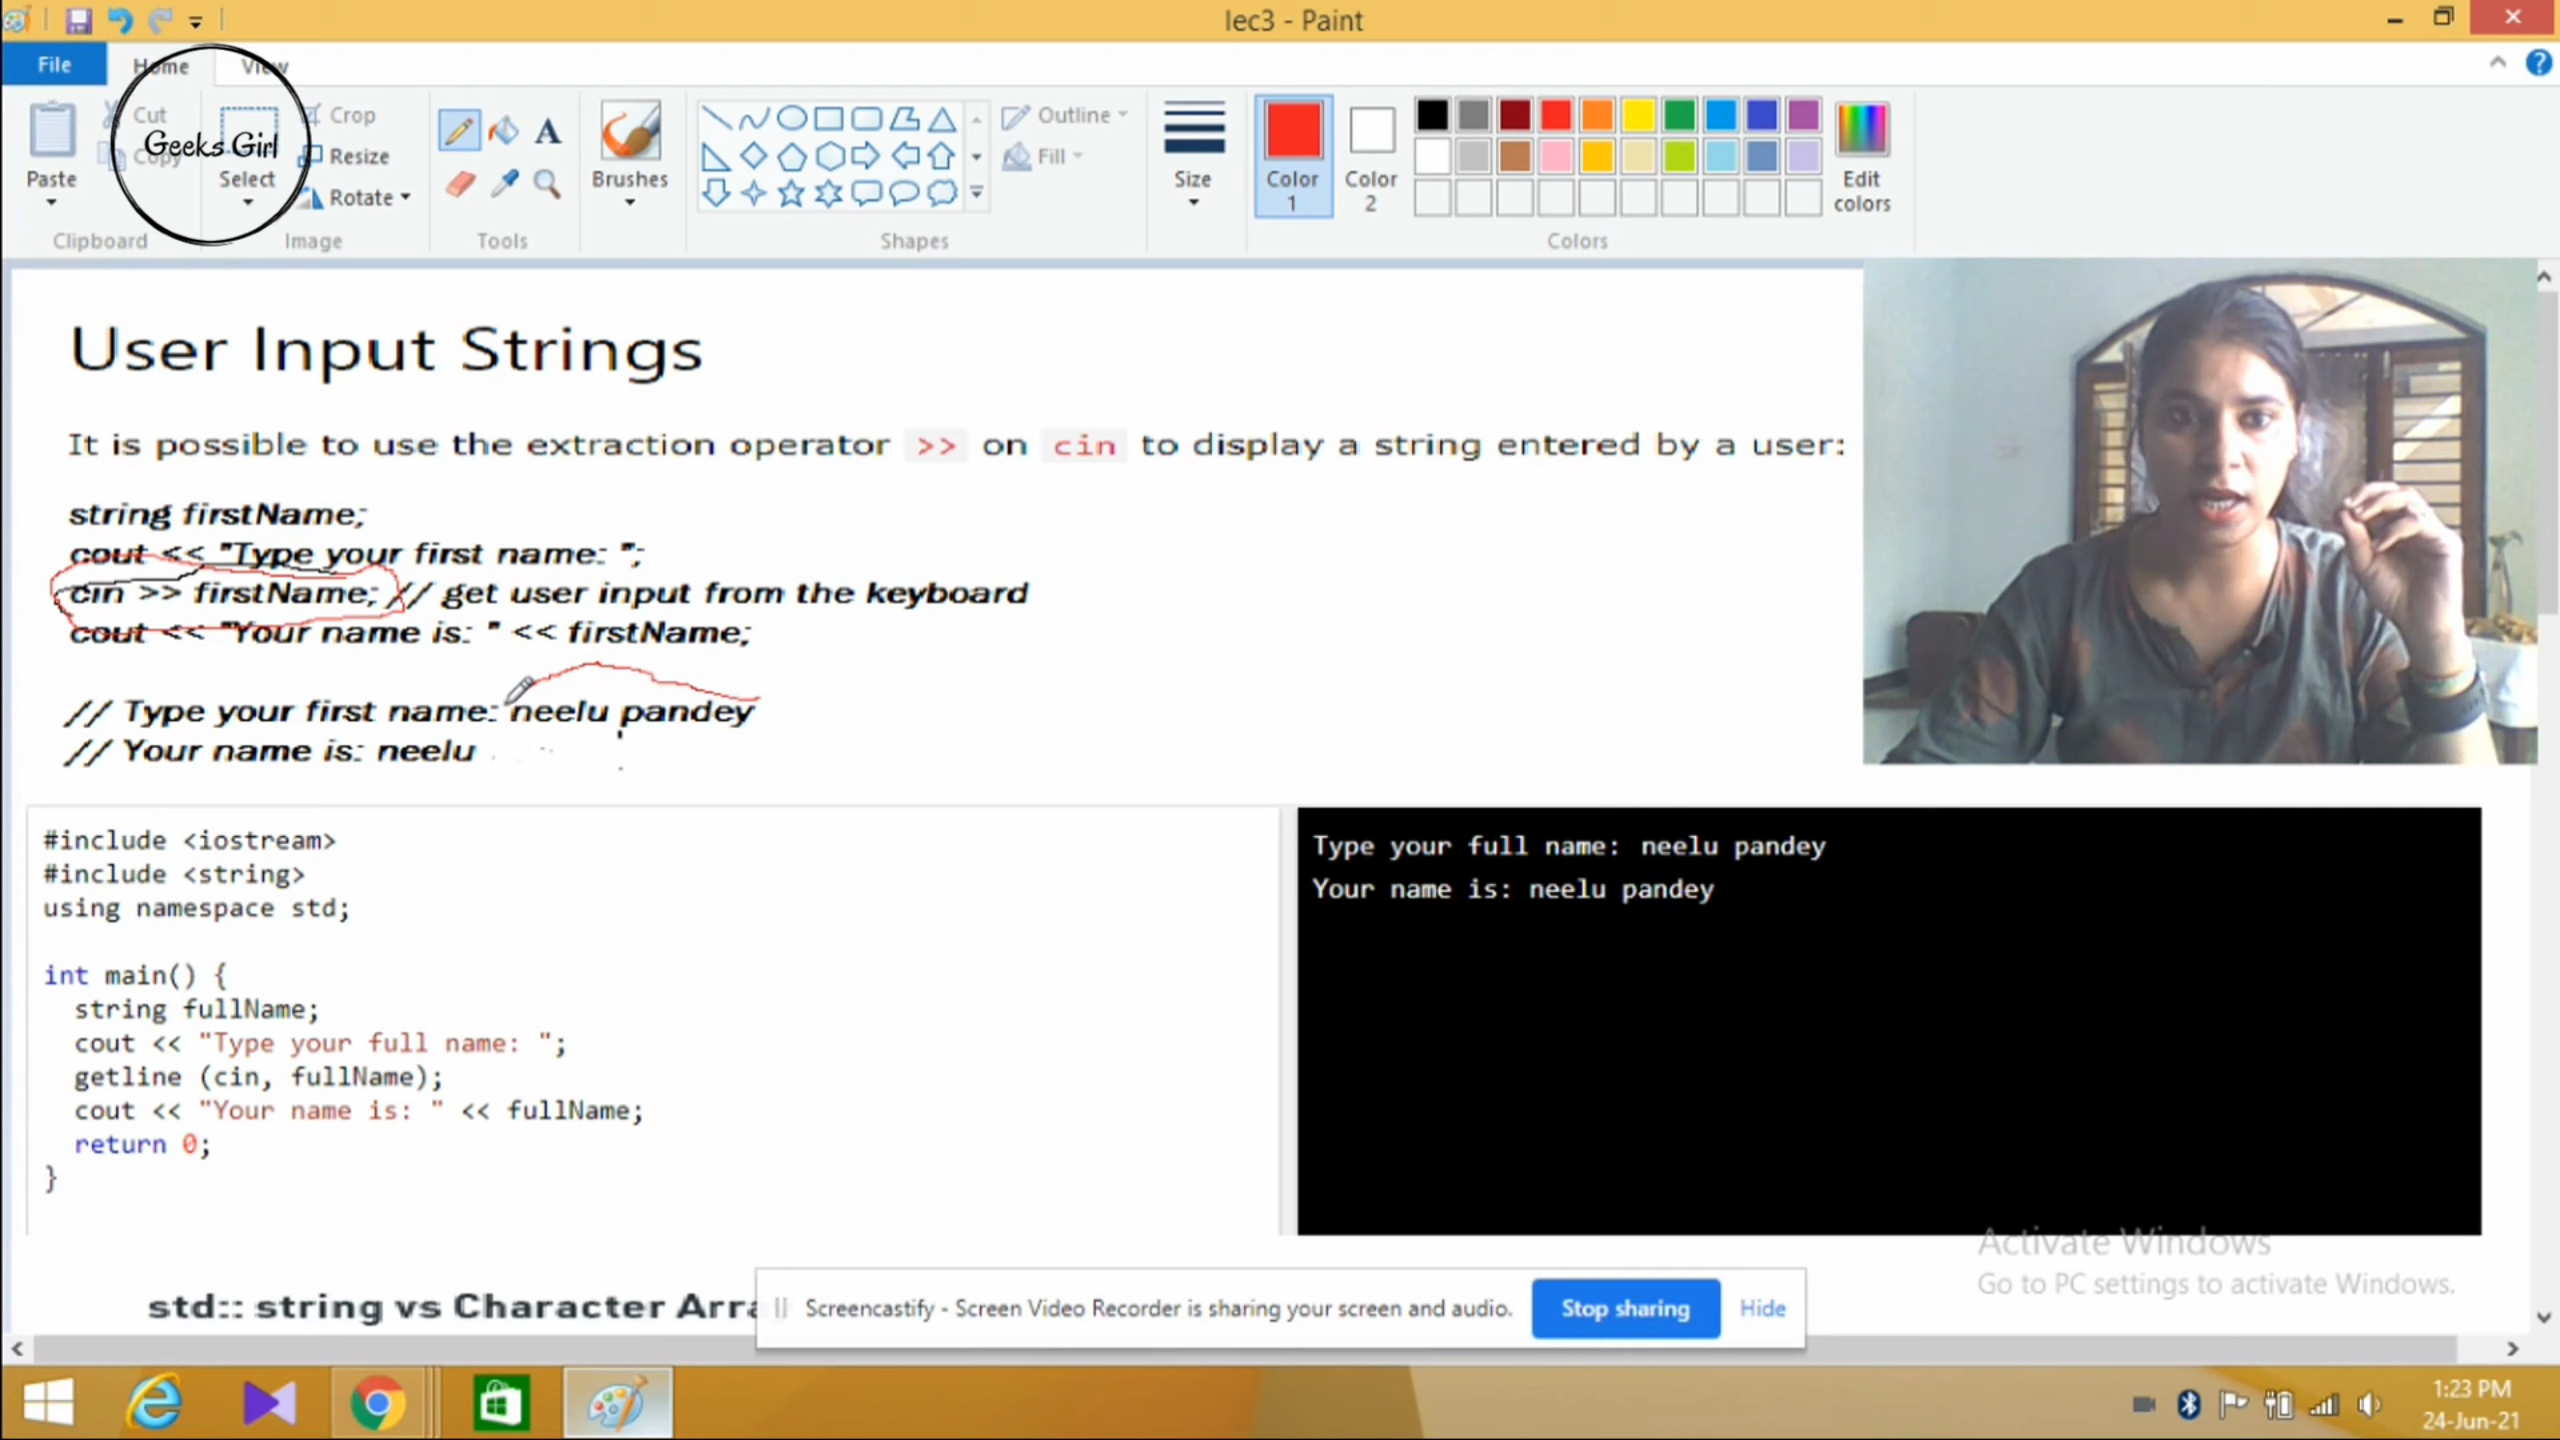 lec3 - Paint
File
Home
View
Cut
Copy
Paste
Geeks Girl
Select
Crop
Resize
Rotate
Brushes
Outline
Fill
Size
Color 1
Color 2
Edit colors
Clipboard
Image
Tools
Shapes
Colors
User Input Strings
It is possible to use the extraction operator >> on cin to display a string entered by a user:
string firstName;
cout << "Type your first name: ";
cin >> firstName; // get user input from the keyboard
cout << "Your name is: " << firstName;
// Type your first name: neelu pandey
// Your name is: neelu
#include <iostream>
#include <string>
using namespace std;
int main() {
string fullName;
cout << "Type your full name: ";
getline (cin, fullName);
cout << "Your name is: " << fullName;
return 0;
}
Type your full name: neelu pandey
Your name is: neelu pandey
Activate Windows
Go to PC settings to activate Windows.
std:: string vs Character Arra
Screencastify - Screen Video Recorder is sharing your screen and audio.
Stop sharing
Hide
1:23 PM
24-Jun-21